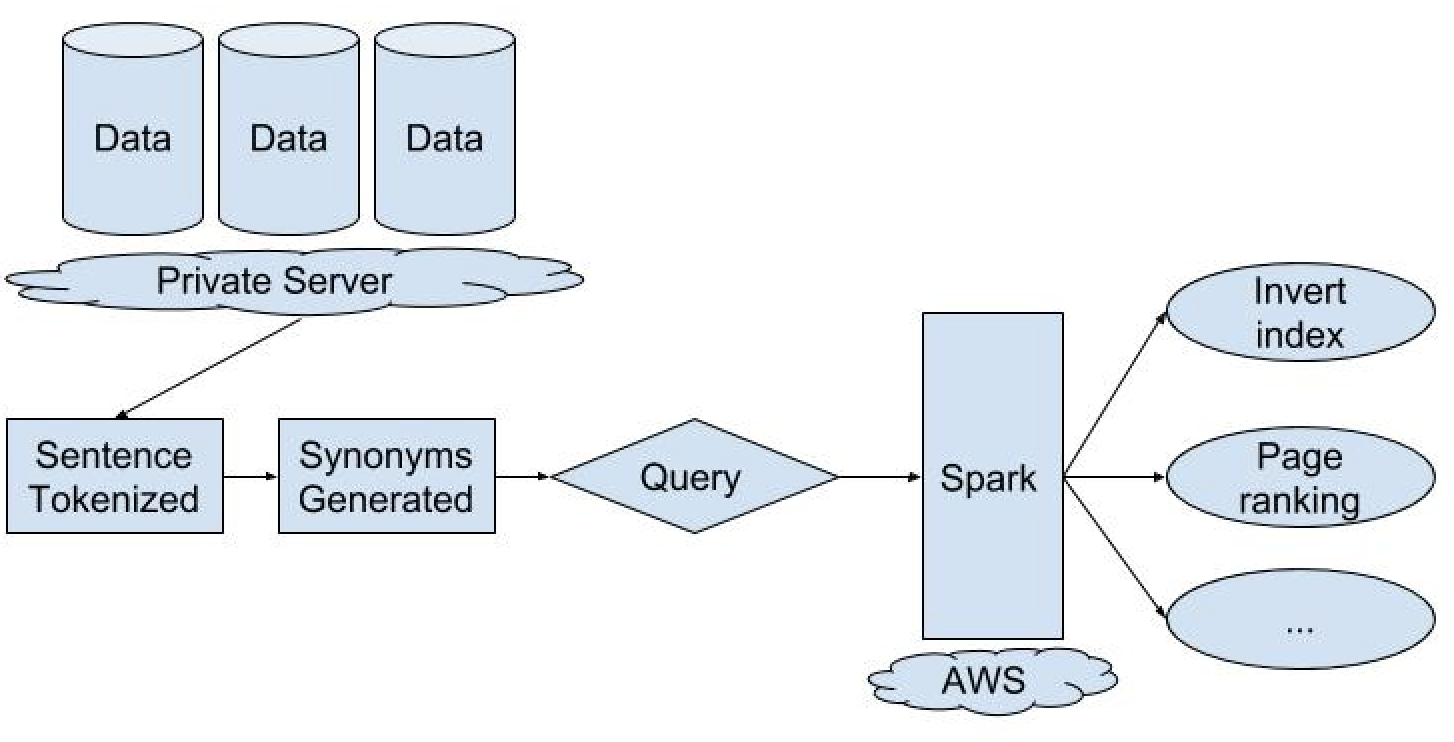 Data
Data
Data
Private Server
Sentence
Tokenized
Synonyms
Generated
Query
Spark
AWS
Invert
index
Page
ranking
...